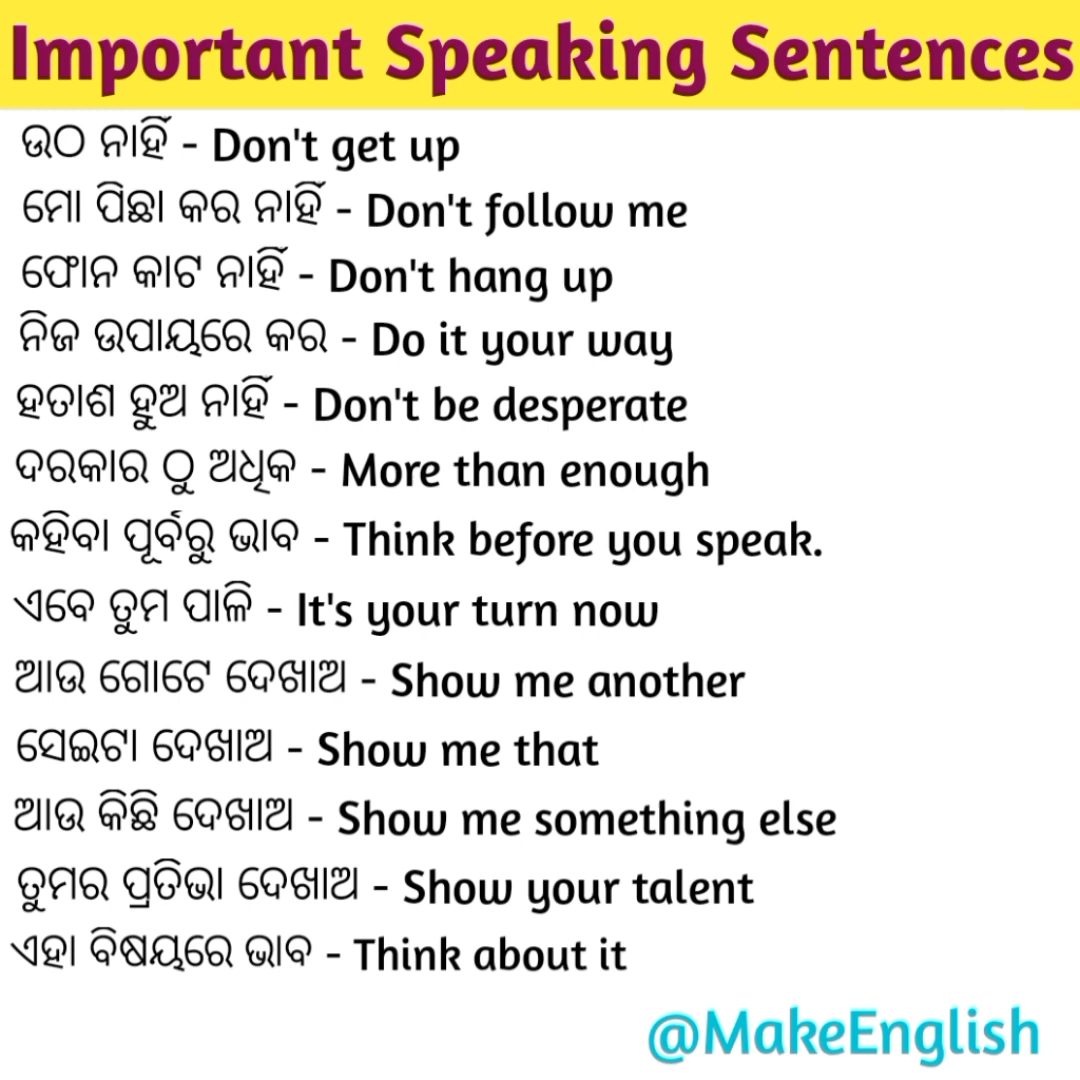 Important Speaking Sentences
ଉଠ ନାହିଁ - Don't get up
ମୋ ପିଛା କର ନାହିଁ - Don't follow me
ଫୋନ କାଟ ନାହିଁ - Don't hang up
ନିଜ ଉପାୟରେ କର - Do it your way
ହତାଶ ହୁଅ ନାହିଁ - Don't be desperate
ଦରକାର ଠୁ ଅଧିକ - More than enough
କହିବା ପୂର୍ବରୁ ଭାବ - Think before you speak.
ଏବେ ତୁମ ପାଳି - It's your turn now
ଆଉ ଗୋଟେ ଦେଖାଅ - Show me another
ସେଇଟା ଦେଖାଅ - Show me that
ଆଉ କିଛି ଦେଖାଅ - Show me something else
ତୁମର ପ୍ରତିଭା ଦେଖାଅ - Show your talent
ଏହା ବିଷୟରେ ଭାବ - Think about it
@MakeEnglish